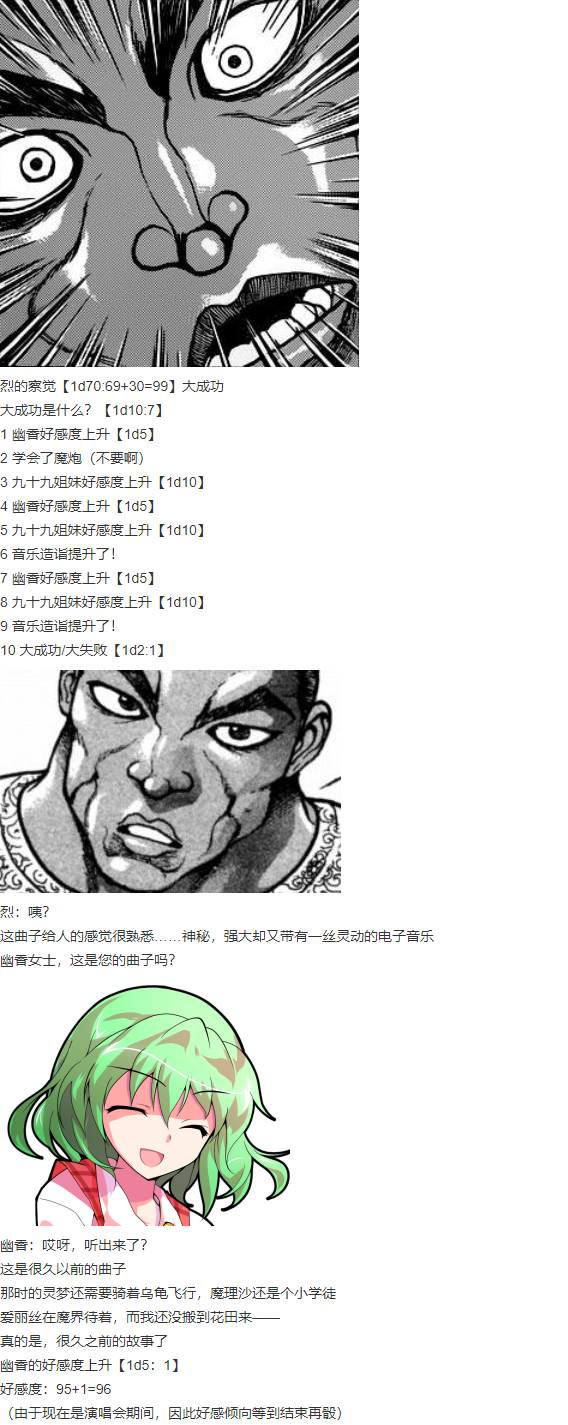 烈的察觉【1d70:69+30=99】大成功
大成功是什么？【1d10:7】
1 幽香好感度上升【1d5】
2 学会了魔炮（不要啊）
3 九十九姐妹好感度上升【1d10】
4 幽香好感度上升【1d5】
5 九十九姐妹好感度上升【1d10】
6 音乐造诣提升了！
7 幽香好感度上升【1d5】
8 九十九姐妹好感度上升【1d10】
9 音乐造诣提升了！
10 大成功/大失败【1d2:1】
烈：咦？
这曲子给人的感觉很熟悉……神秘，强大却又带有一丝灵动的电子音乐
幽香女士，这是您的曲子吗？
幽香：哎呀，听出来了？
这是很久以前的曲子
那时的灵梦还需要骑着乌龟飞行，魔理沙还是个小学徒
爱丽丝在魔界待着，而我还没搬到花田来——
真的是，很久之前的故事了
幽香的好感度上升【1d5：1】
好感度：95+1=96
（由于现在是演唱会期间，因此好感倾向等到结束再骰）